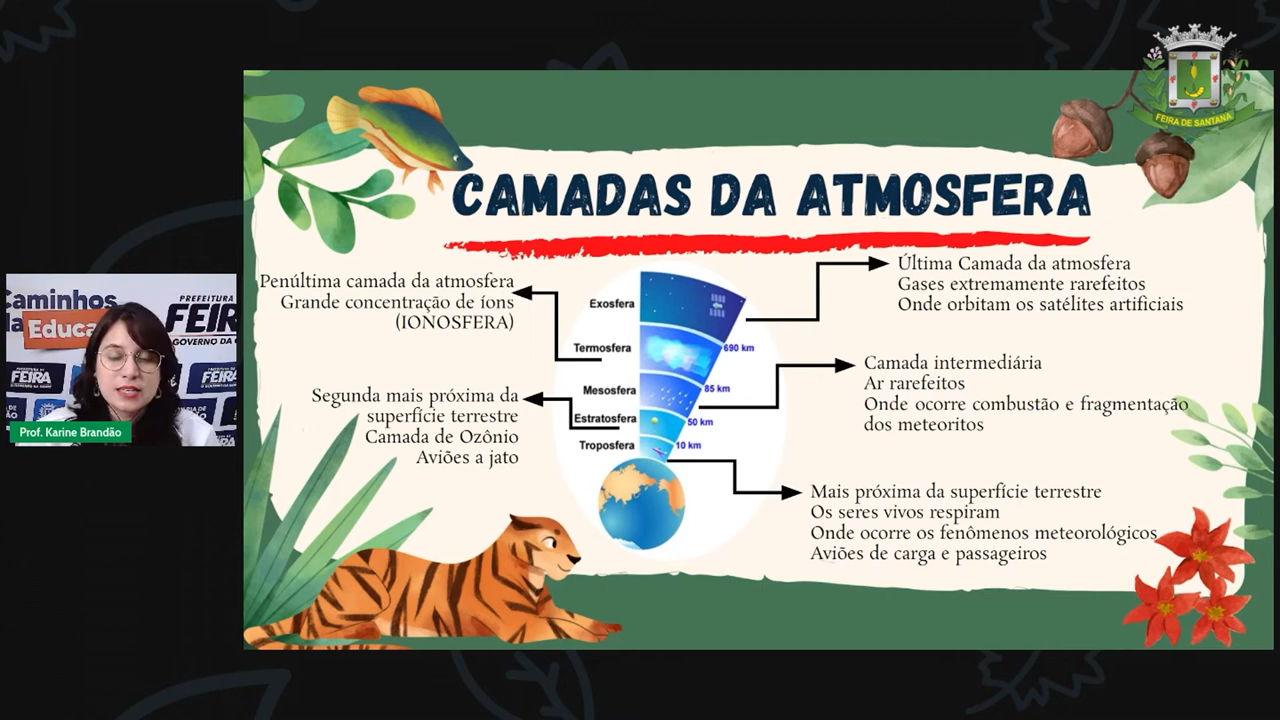 FEIRA DE SANTANA
CAMADAS DA ATMOSFERA
Penúltima camada da atmosfera
Grande concentração de íons
(IONOSFERA)
Segunda mais próxima da
superfície terrestre
Camada de Ozônio
Aviões a jato
Exosfera
Termosfera
690 km
Mesosfera
85 km
Estratosfera
50 km
Troposfera
10 km
Última Camada da atmosfera
Gases extremamente rarefeitos
Onde orbitam os satélites artificiais
Camada intermediária
Ar rarefeitos
Onde ocorre combustão e fragmentação
dos meteoritos
Mais próxima da superfície terrestre
Os seres vivos respiram
Onde ocorre os fenômenos meteorológicos
Aviões de carga e passageiros
Caminhos
da
Educa
PREFEITURA
FEIR
GOVERNO DA
FEIRA
FEIRA
Prof. Karine Brandão